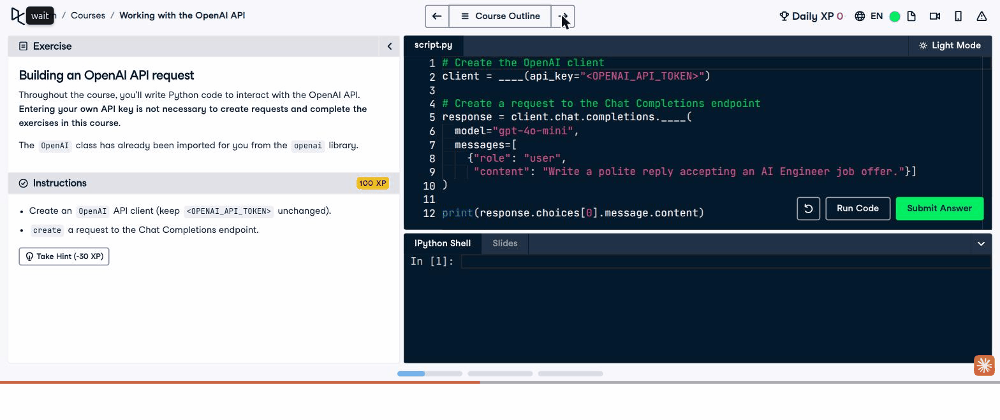 wait
/ Courses / Working with the OpenAI API
Course Outline
Daily XP 0
EN
Exercise
Building an OpenAI API request
Throughout the course, you'll write Python code to interact with the OpenAI API.
Entering your own API key is not necessary to create requests and complete the
exercises in this course.
The OpenAI class has already been imported for you from the openai library.
Instructions
100 XP
• Create an OpenAI API client (keep <OPENAI_API_TOKEN> unchanged).
• create a request to the Chat Completions endpoint.
Take Hint (-30 XP)
script.py
Light Mode
1 # Create the OpenAI client
2 client = ____(api_key="<OPENAI_API_TOKEN>")
3
4 # Create a request to the Chat Completions endpoint
5 response = client.chat.completions.____(
6 model="gpt-4o-mini",
7 messages=[
8 {"role": "user",
9 "content": "Write a polite reply accepting an AI Engineer job offer."}]
10 )
11
12 print(response.choices[0].message.content)
Run Code
Submit Answer
IPython Shell
Slides
In [1]: